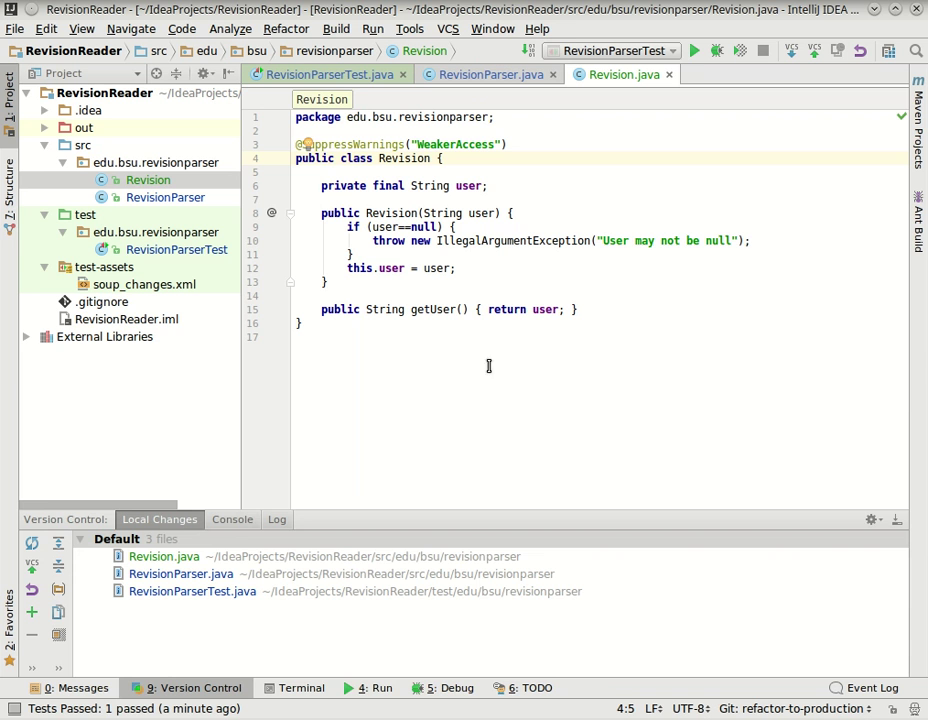 RevisionReader - [~/IdeaProjects/RevisionReader] - [RevisionReader] - ~/IdeaProjects/RevisionReader/src/edu/bsu/revisionparser/Revision.java - IntelliJ IDEA ...
File Edit View Navigate Code Analyze Refactor Build Run Tools VCS Window Help
RevisionReader src edu bsu revisionparser Revision RevisionParserTest VCS VCS
1: Project
7: Structure
2: Favorites
Project
RevisionReader ~/IdeaProjects/
.idea
out
src
edu.bsu.revisionparser
Revision
RevisionParser
test
edu.bsu.revisionparser
RevisionParserTest
test-assets
soup_changes.xml
.gitignore
RevisionReader.iml
External Libraries
RevisionParserTest.java RevisionParser.java Revision.java
Revision
1 package edu.bsu.revisionparser;
2
3 @SuppressWarnings("WeakerAccess")
4 public class Revision {
5
6 private final String user;
7
8 @ public Revision(String user) {
9 if (user==null) {
10 throw new IllegalArgumentException("User may not be null");
11 }
12 this.user = user;
13 }
14
15 public String getUser() { return user; }
16 }
17
Maven Projects
Ant Build
Version Control: Local Changes Console Log
VCS
Default 3 files
Revision.java ~/IdeaProjects/RevisionReader/src/edu/bsu/revisionparser
RevisionParser.java ~/IdeaProjects/RevisionReader/src/edu/bsu/revisionparser
RevisionParserTest.java ~/IdeaProjects/RevisionReader/test/edu/bsu/revisionparser
0: Messages 9: Version Control Terminal 4: Run 5: Debug 6: TODO Event Log
Tests Passed: 1 passed (a minute ago) 4:5 LF UTF-8 Git: refactor-to-production